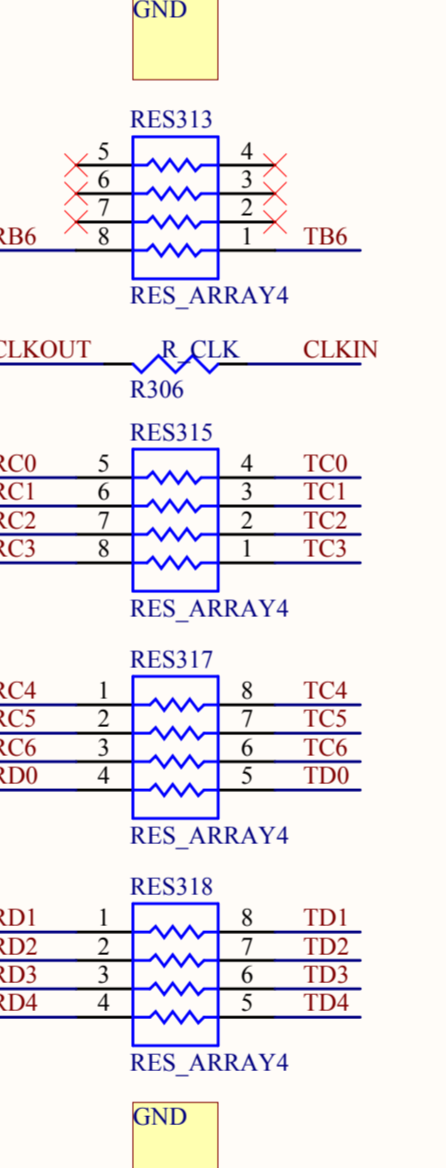 GND
RES313
5 4
6 3
7 2
RB6 8 1 TB6
RES_ARRAY4
CLKOUT R_CLK CLKIN
R306
RES315
RC0 5 4 TC0
RC1 6 3 TC1
RC2 7 2 TC2
RC3 8 1 TC3
RES_ARRAY4
RES317
RC4 1 8 TC4
RC5 2 7 TC5
RC6 3 6 TC6
RD0 4 5 TD0
RES_ARRAY4
RES318
RD1 1 8 TD1
RD2 2 7 TD2
RD3 3 6 TD3
RD4 4 5 TD4
RES_ARRAY4
GND